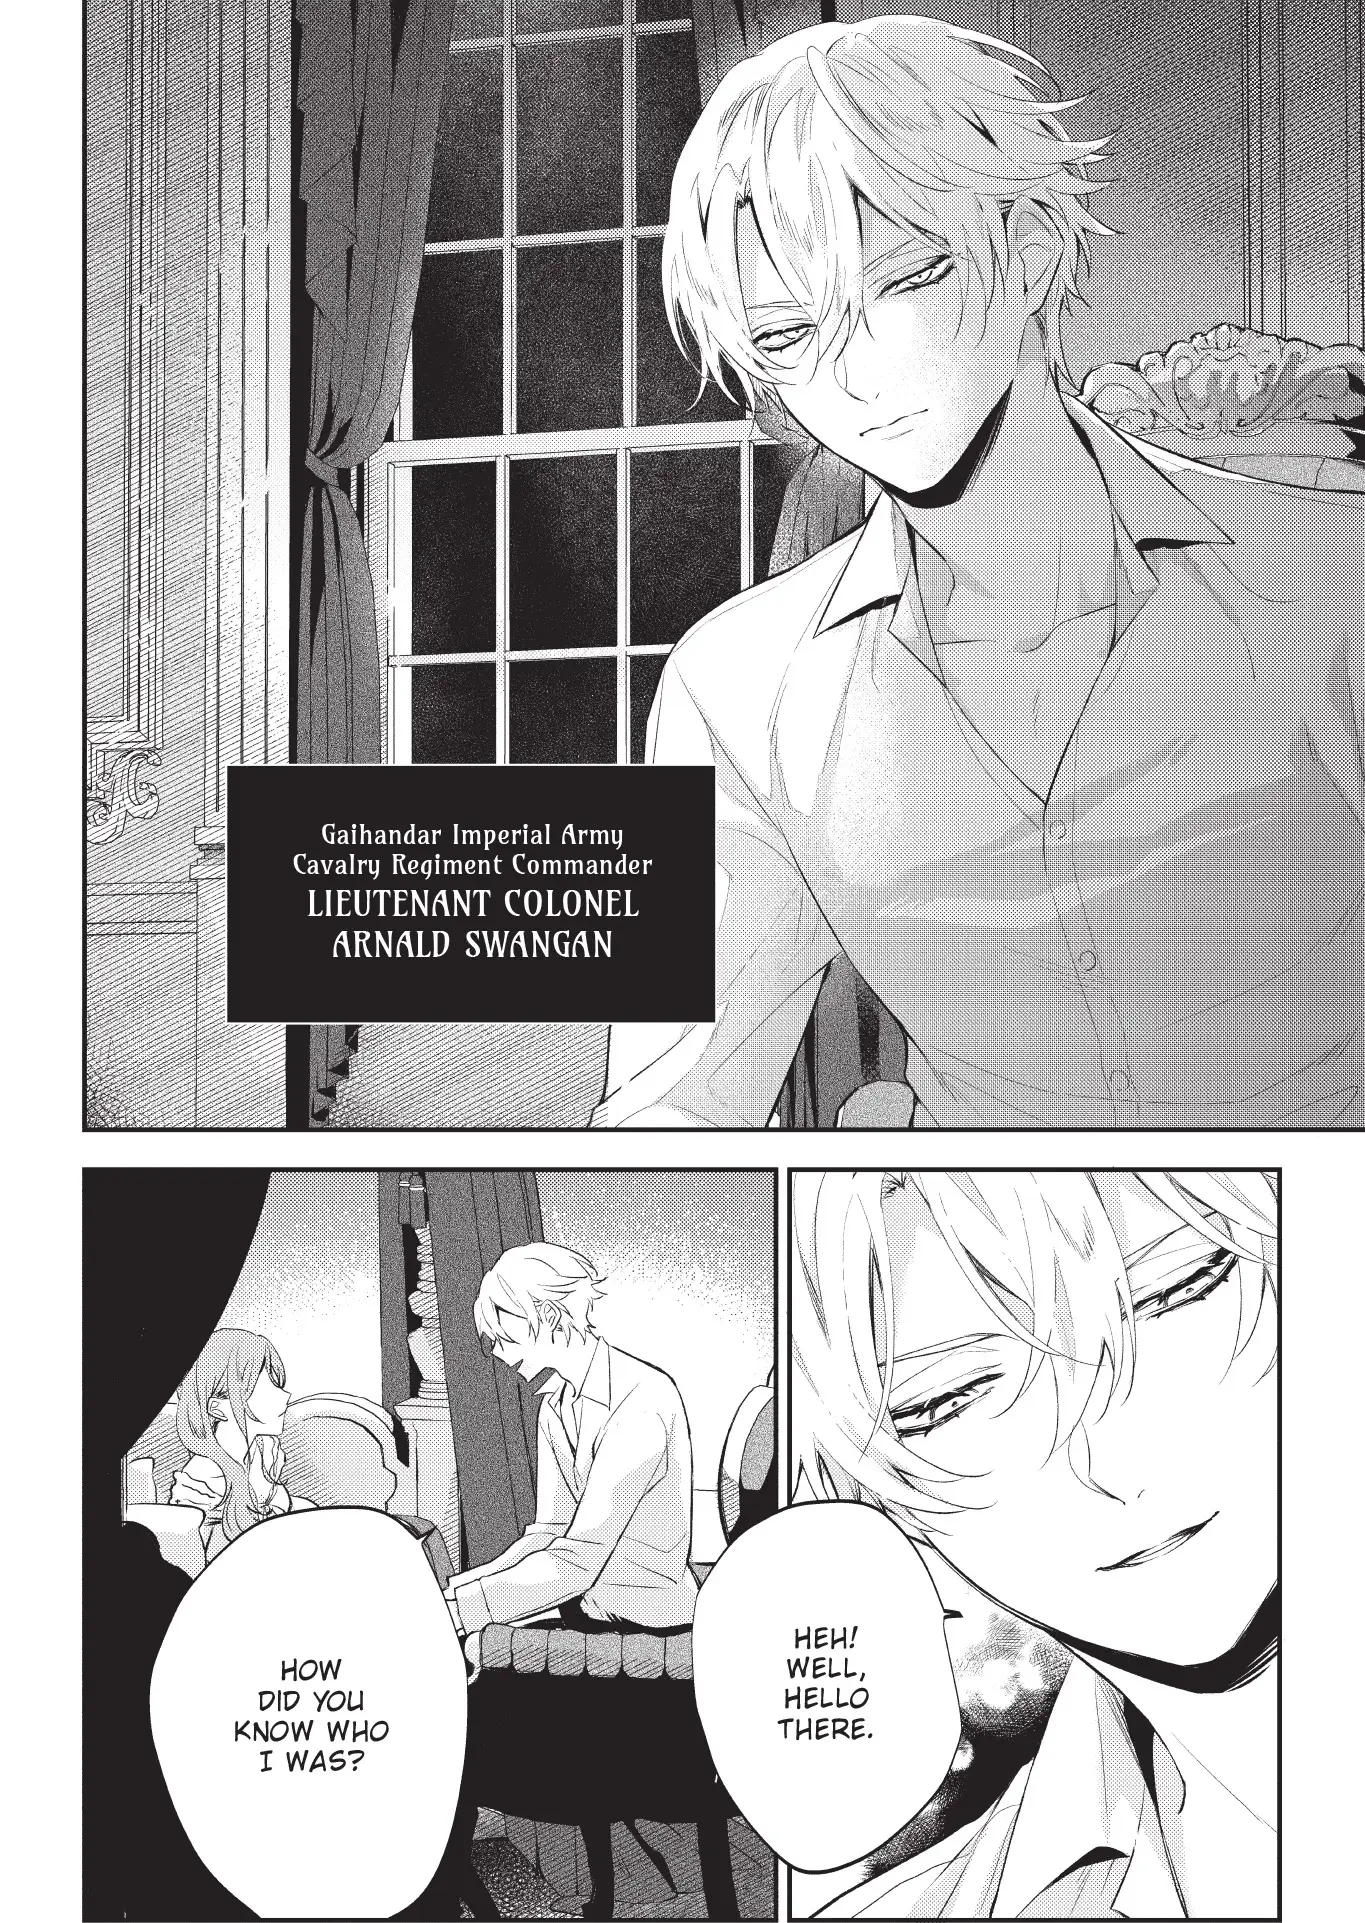 Gaihandar Imperial Army
Cavalry Regiment Commander
LIEUTENANT COLONEL
ARNALD SWANGAN
HEH!
WELL,
HELLO
THERE.
HOW
DID YOU
KNOW WHO
I WAS?